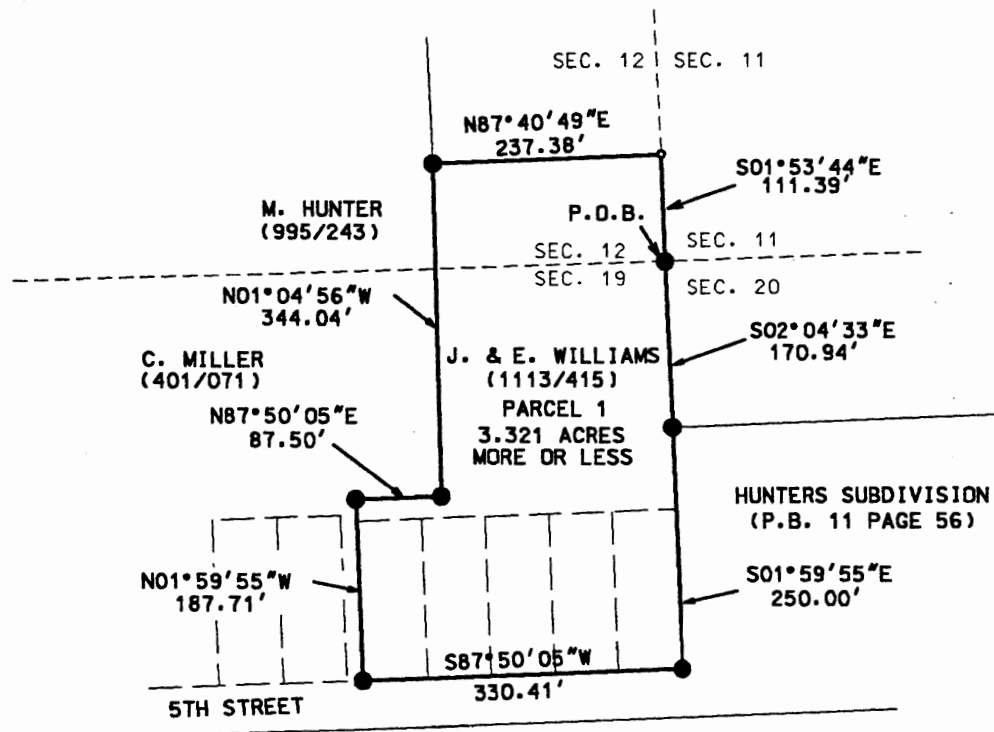 SEC. 12
SEC. 11
N87°40'49"E
237.38'
S01°53'44"E
111.39'
M. HUNTER
(995/243)
P.O.B.
SEC. 12
SEC. 11
SEC. 19
SEC. 20
N01°04'56"W
344.04'
S02°04'33"E
170.94'
C. MILLER
(401/071)
J. & E. WILLIAMS
(1113/415)
PARCEL 1
3.321 ACRES
MORE OR LESS
N87°50'05"E
87.50'
HUNTERS SUBDIVISION
(P.B. 11 PAGE 56)
N01°59'55"W
187.71'
S01°59'55"E
250.00'
S87°50'05"W
330.41'
5TH STREET